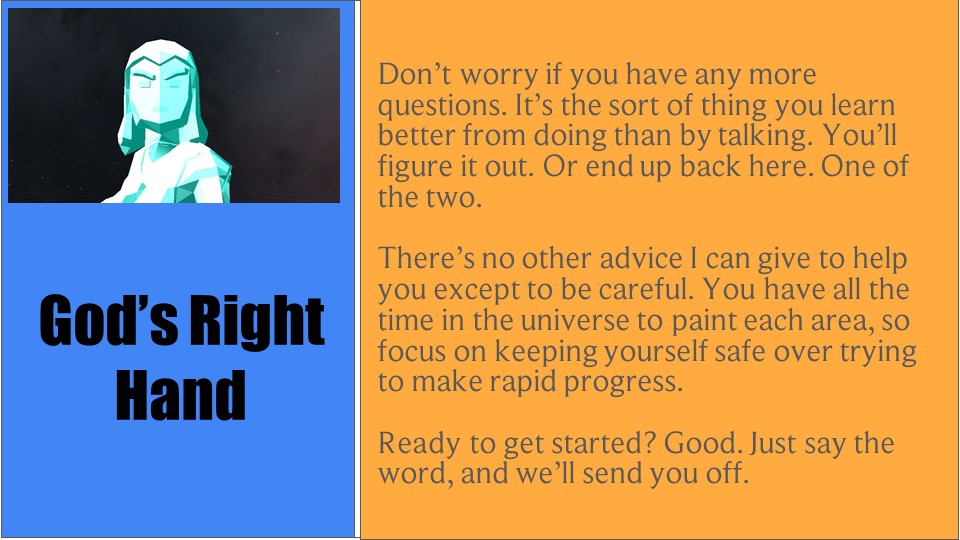 God’s Right
Hand
Don’t worry if you have any more
questions. It’s the sort of thing you learn
better from doing than by talking. You’ll
figure it out. Or end up back here. One of
the two.
There’s no other advice I can give to help
you except to be careful. You have all the
time in the universe to paint each area, so
focus on keeping yourself safe over trying
to make rapid progress.
Ready to get started? Good. Just say the
word, and we’ll send you off.